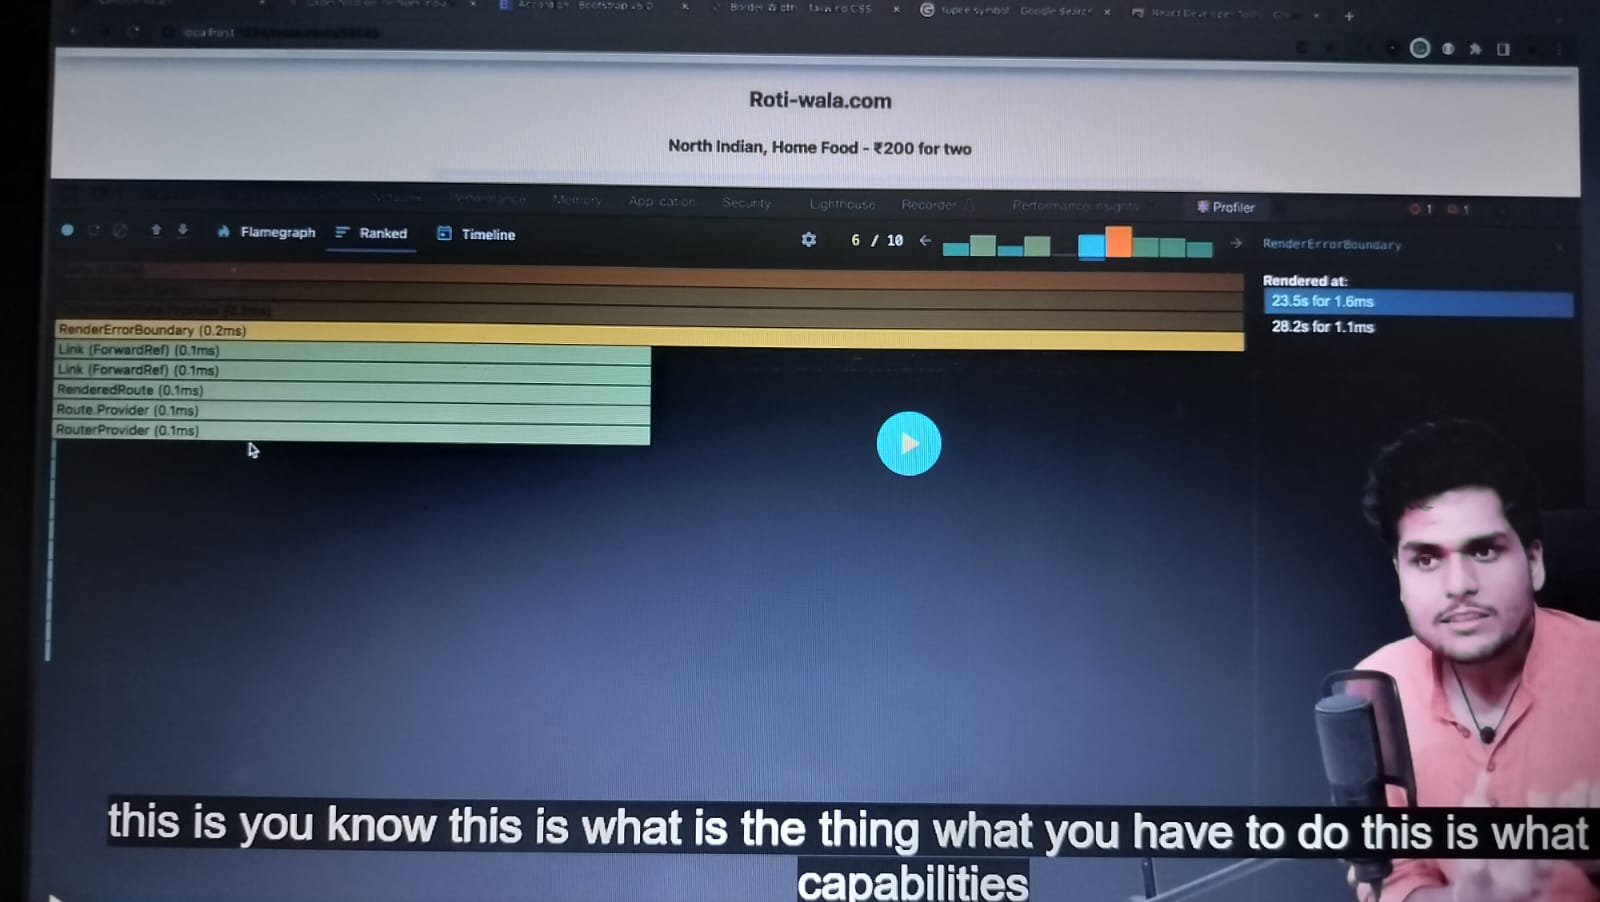 Accordion Bootstrap v5.0
Border Width Tailwind CSS
rupee symbol - Google Search
localhost
Roti-wala.com
North Indian, Home Food - ₹200 for two
Performance
Memory
Application
Security
Lighthouse
Recorder
Performance insights
Profiler
1
1
Flamegraph
Ranked
Timeline
6 / 10
RenderErrorBoundary
Rendered at:
23.5s for 1.6ms
28.2s for 1.1ms
RenderErrorBoundary (0.2ms)
Link (ForwardRef) (0.1ms)
Link (ForwardRef) (0.1ms)
RenderedRoute (0.1ms)
Route.Provider (0.1ms)
RouterProvider (0.1ms)
this is you know this is what is the thing what you have to do this is what
capabilities